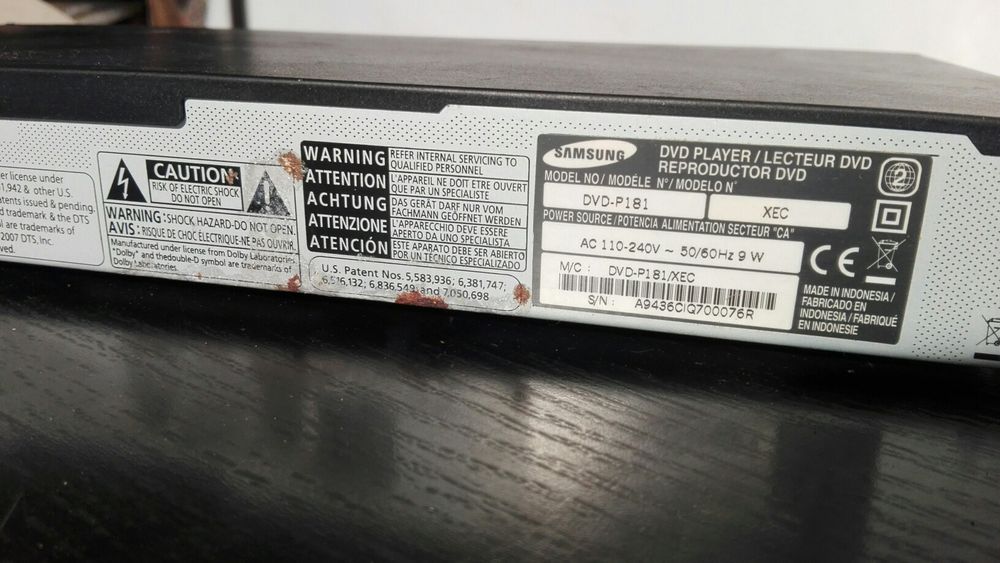 er license under
1,942 & other U.S.
tents issued & pending.
d trademark & the DTS
l are trademarks of
2007 DTS, Inc.
CAUTION
RISK OF ELECTRIC SHOCK
DO NOT OPEN
WARNING : SHOCK HAZARD-DO NOT OPEN.
AVIS : RISQUE DE CHOC ÉLECTRIQUE-NE PAS OUVRIR.
Manufactured under license from Dolby Laboratories.
"Dolby" and thedouble-D symbol are trademarks of
Dolby Laboratories.
WARNING REFER INTERNAL SERVICING TO QUALIFIED PERSONNEL
ATTENTION L'APPAREIL NE DOIT ETRE OUVERT QUE PAR UN SPECIALISTE
ACHTUNG DAS GERÄT DARF NUR VOM FACHMANN GEÖFFNET WERDEN
ATTENZIONE L'APPARECCHIO DEVE ESSERE APERTO DA UNO SPECIALISTA
ATENCIÓN ESTE APARATO DEBE SER ABIERTO POR UN TÉCNICO ESPECIALIZADO
U.S. Patent Nos. 5,583,936; 6,381,747;
6,516,132; 6,836,549; and 7,050,698
SAMSUNG
DVD PLAYER / LECTEUR DVD
REPRODUCTOR DVD
2
MODEL NO / MODÈLE N° / MODELO N°
DVD-P181 XEC
POWER SOURCE / POTENCIA ALIMENTATION SECTEUR "CA"
AC 110-240V ~ 50/60Hz 9 W
CE
M/C : DVD-P181/XEC
S/N : A9436CIQ700076R
MADE IN INDONESIA /
FABRICADO EN
INDONESIA / FABRIQUÉ
EN INDONESIE